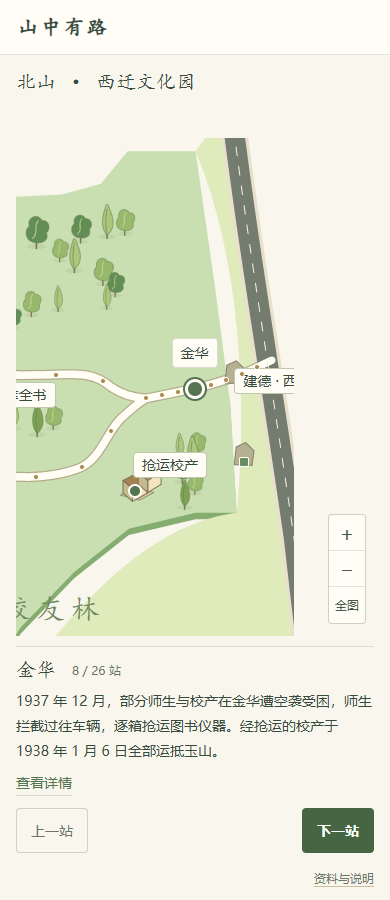 山中有路
北山 • 西迁文化园
金华
建德 · 西
全书
抢运校产
友林
+
−
全图
金华 8 / 26 站
1937 年 12 月，部分师生与校产在金华遭空袭受困，师生
拦截过往车辆，逐箱抢运图书仪器。经抢运的校产于
1938 年 1 月 6 日全部运抵玉山。
查看详情
上一站
下一站
资料与说明